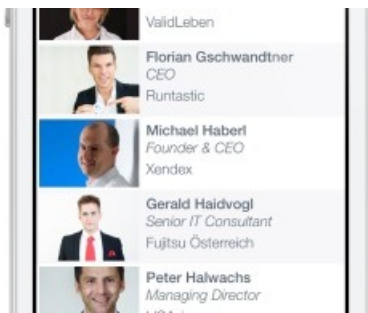 ValidLeben
Florian Gschwandtner
CEO
Runtastic
Michael Haberl
Founder & CEO
Xendex
Gerald Haidvogl
Senior IT Consultant
Fujitsu Österreich
Peter Halwachs
Managing Director